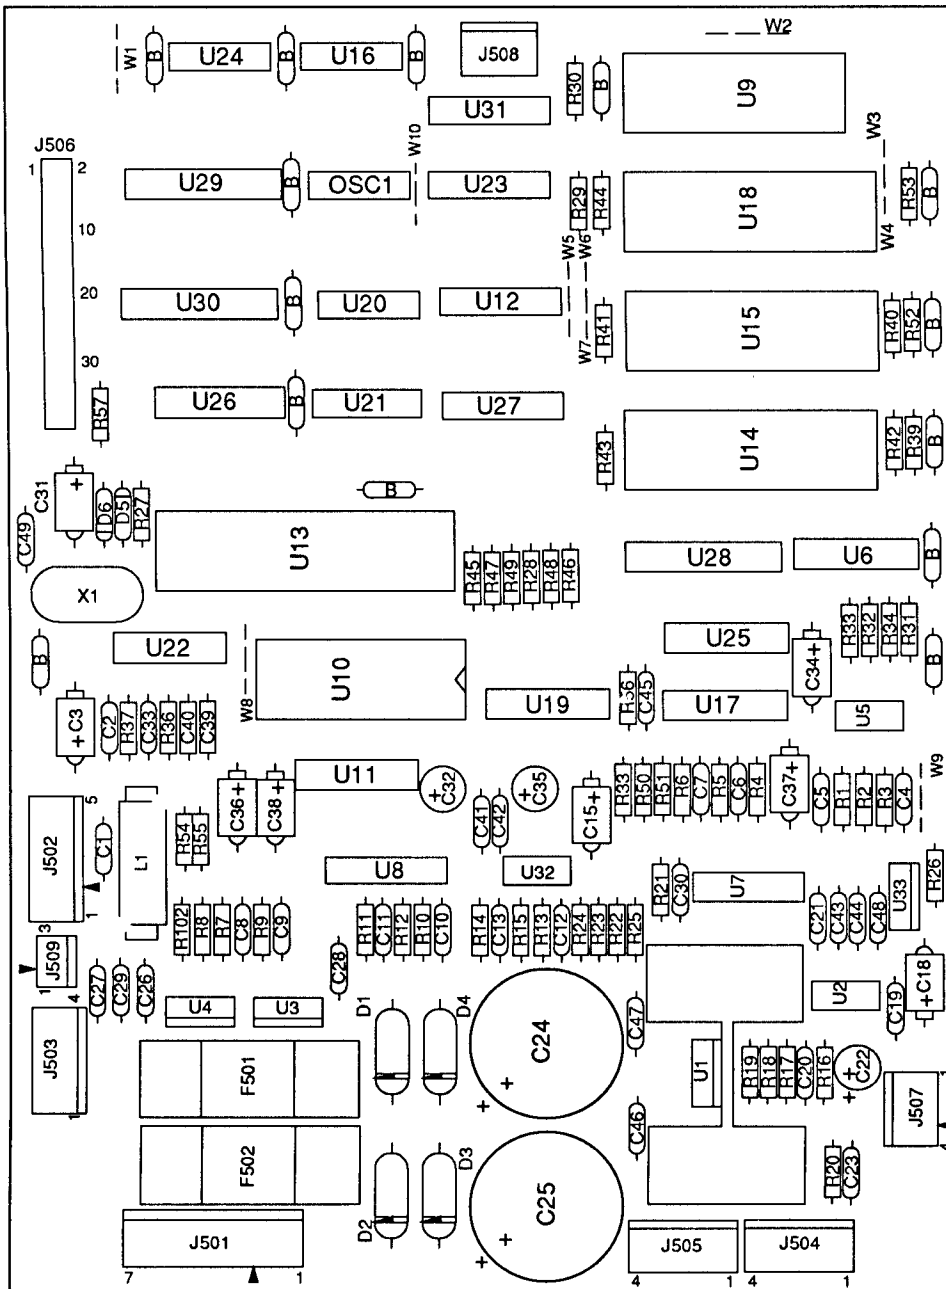 W2
W1
B
U24
B
U16
B
J508
R30
B
U9
U31
W3
J506
1
2
U29
B
OSC1
W10
U23
R29
R44
U18
R53
B
10
W4
W5
W6
20
U30
B
U20
U12
R41
U15
R40
R52
B
W7
30
R57
U26
B
U21
U27
R43
U14
R42
R39
B
C31
+
D6
D5
R27
B
C49
U13
R45
R47
R49
R28
R48
R46
U28
U6
B
X1
U22
W8
U10
U25
C34+
R33
R32
R34
R31
B
B
U19
R56
C45
U17
U5
+C3
C2
R37
C33
R36
C40
C39
U11
C36+
C38+
+C32
+C35
C15+
R33
R50
R51
R6
C7
R5
C6
R4
C37+
C5
R1
R2
R3
C4
W9
5
J502
1
C1
L1
R54
R55
C41
C42
U8
U32
R21
C30
U7
U33
R26
R102
R8
R7
C8
R9
C9
R11
C11
R12
R10
C10
R14
C13
R15
R13
C12
R24
R23
R22
R25
C21
C43
C44
C48
3
J509
1
C27
C29
C26
C28
U2
C19
+C18
4
J503
1
U4
U3
D1
D4
C24
+
+
C47
U1
R19
R18
R17
C20
R16
+C22
+
1
J507
4
F501
F502
C46
R20
C23
D2
D3
C25
+
+
J501
7
1
J505
4
1
J504
4
1